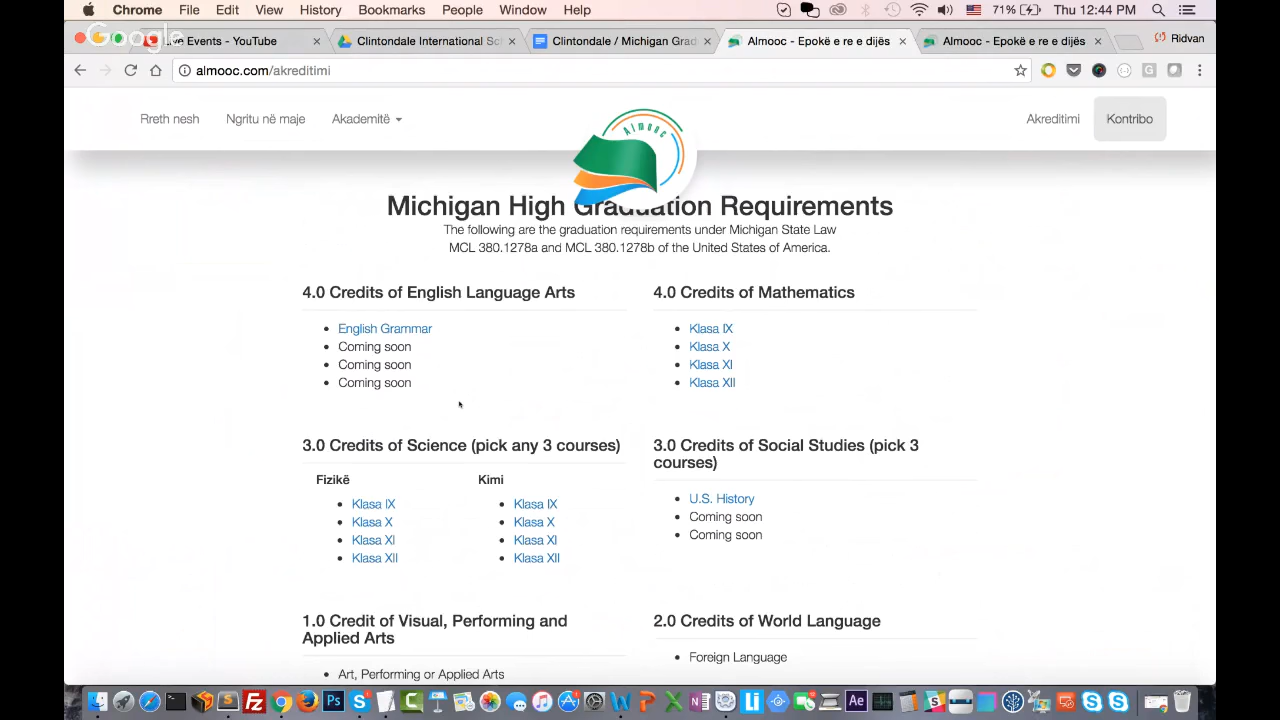 Chrome File Edit View History Bookmarks People Window Help 71% Thu 12:44 PM
Google
Live Events - YouTube
Clintondale International Sc
Clintondale / Michigan Grad
Almooc - Epokë e re e dijës
Almooc - Epokë e re e dijës
Ridvan
almooc.com/akreditimi
Rreth nesh Ngritu në maje Akademitë Akreditimi Kontribo
Almooc
Michigan High Graduation Requirements
The following are the graduation requirements under Michigan State Law
MCL 380.1278a and MCL 380.1278b of the United States of America.
4.0 Credits of English Language Arts
English Grammar
Coming soon
Coming soon
Coming soon
4.0 Credits of Mathematics
Klasa IX
Klasa X
Klasa XI
Klasa XII
3.0 Credits of Science (pick any 3 courses)
Fizikë
Klasa IX
Klasa X
Klasa XI
Klasa XII
Kimi
Klasa IX
Klasa X
Klasa XI
Klasa XII
3.0 Credits of Social Studies (pick 3
courses)
U.S. History
Coming soon
Coming soon
1.0 Credit of Visual, Performing and
Applied Arts
Art, Performing or Applied Arts
2.0 Credits of World Language
Foreign Language